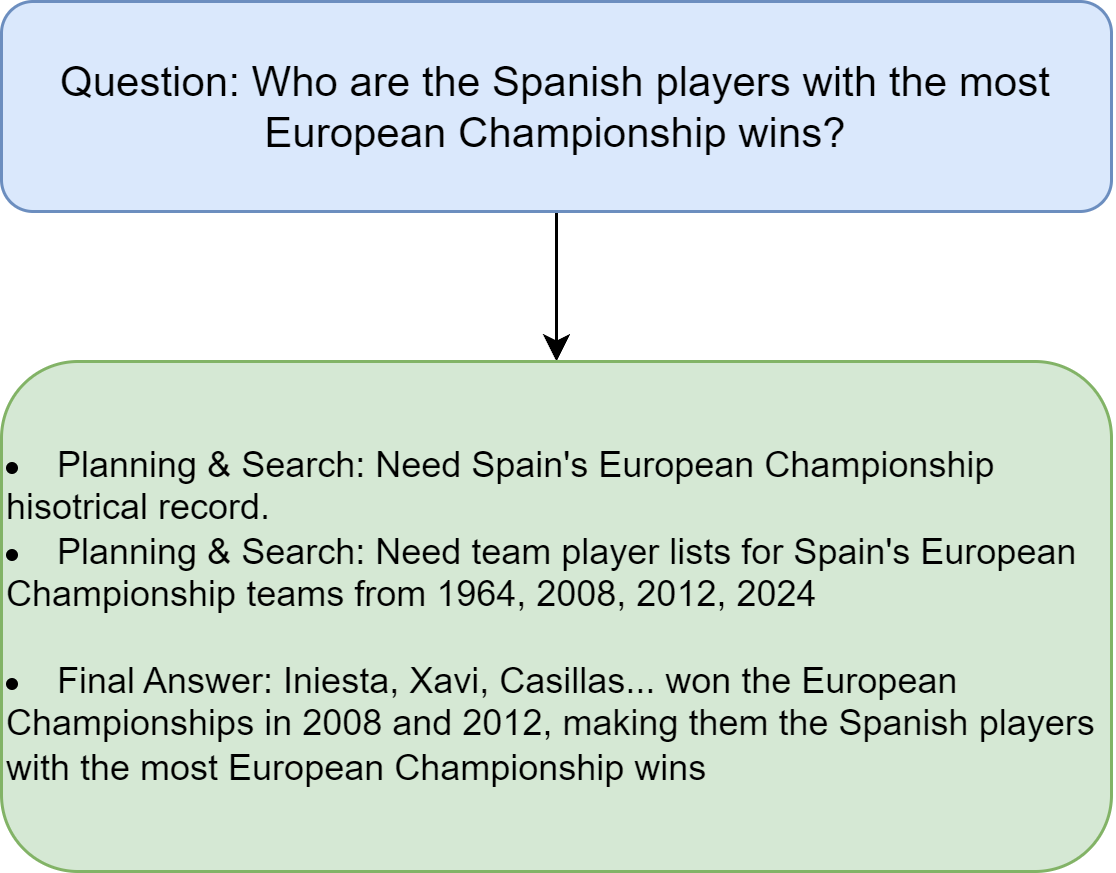 Question: Who are the Spanish players with the most
European Championship wins?
• Planning & Search: Need Spain's European Championship
hisotrical record.
• Planning & Search: Need team player lists for Spain's European
Championship teams from 1964, 2008, 2012, 2024
• Final Answer: Iniesta, Xavi, Casillas... won the European
Championships in 2008 and 2012, making them the Spanish players
with the most European Championship wins